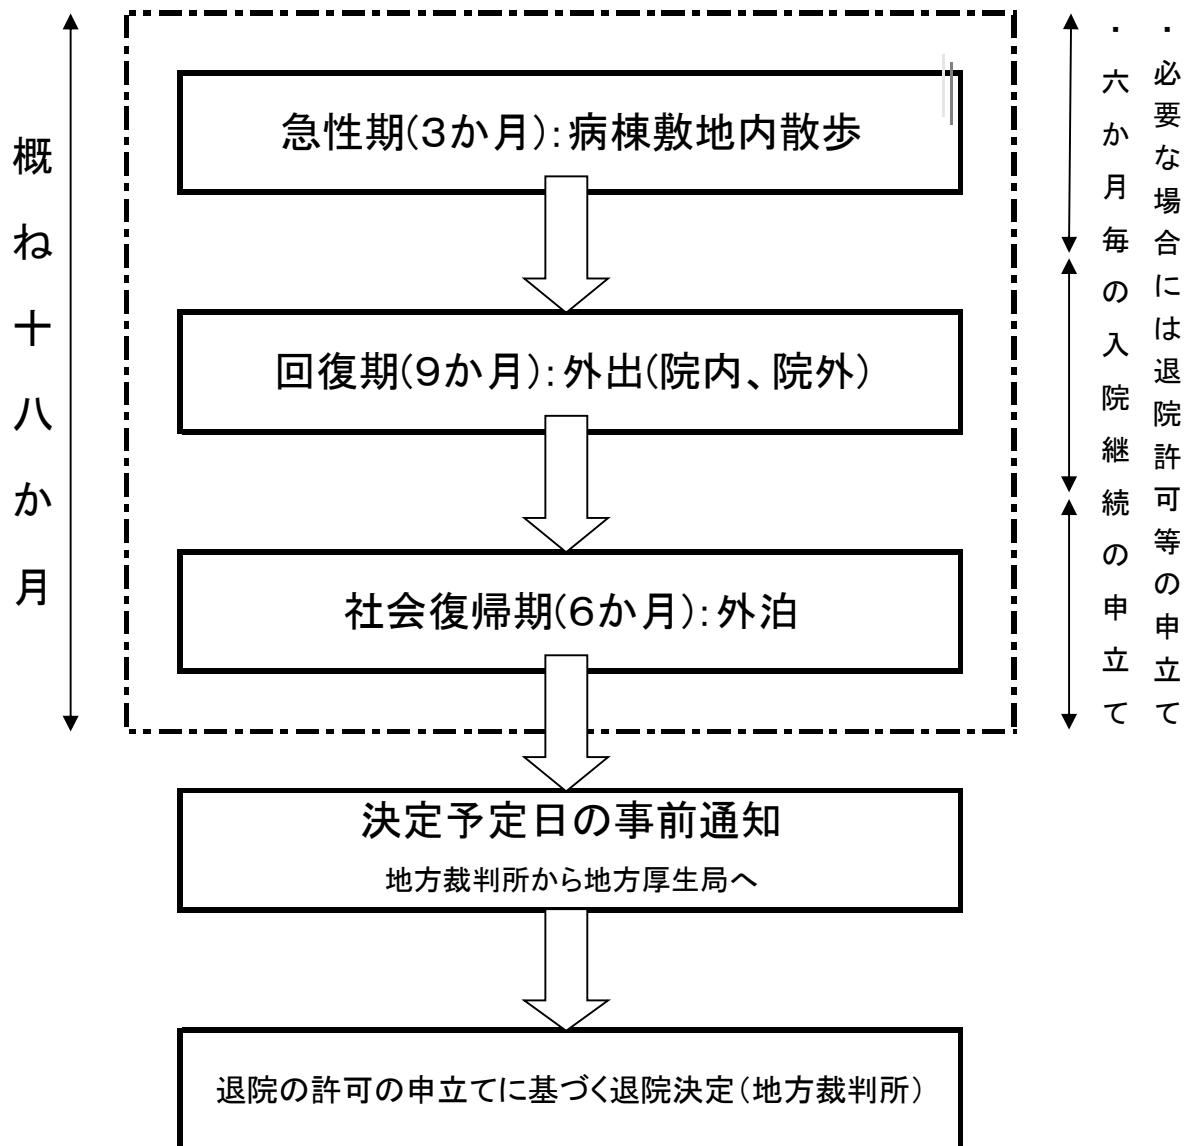 ・必要な場合には退院許可等の申立て
・六か月毎の入院継続の申立て
概ね十八か月
急性期(3か月):病棟敷地内散歩
回復期(9か月):外出(院内、院外)
社会復帰期(6か月):外泊
決定予定日の事前通知
地方裁判所から地方厚生局へ
退院の許可の申立てに基づく退院決定(地方裁判所)